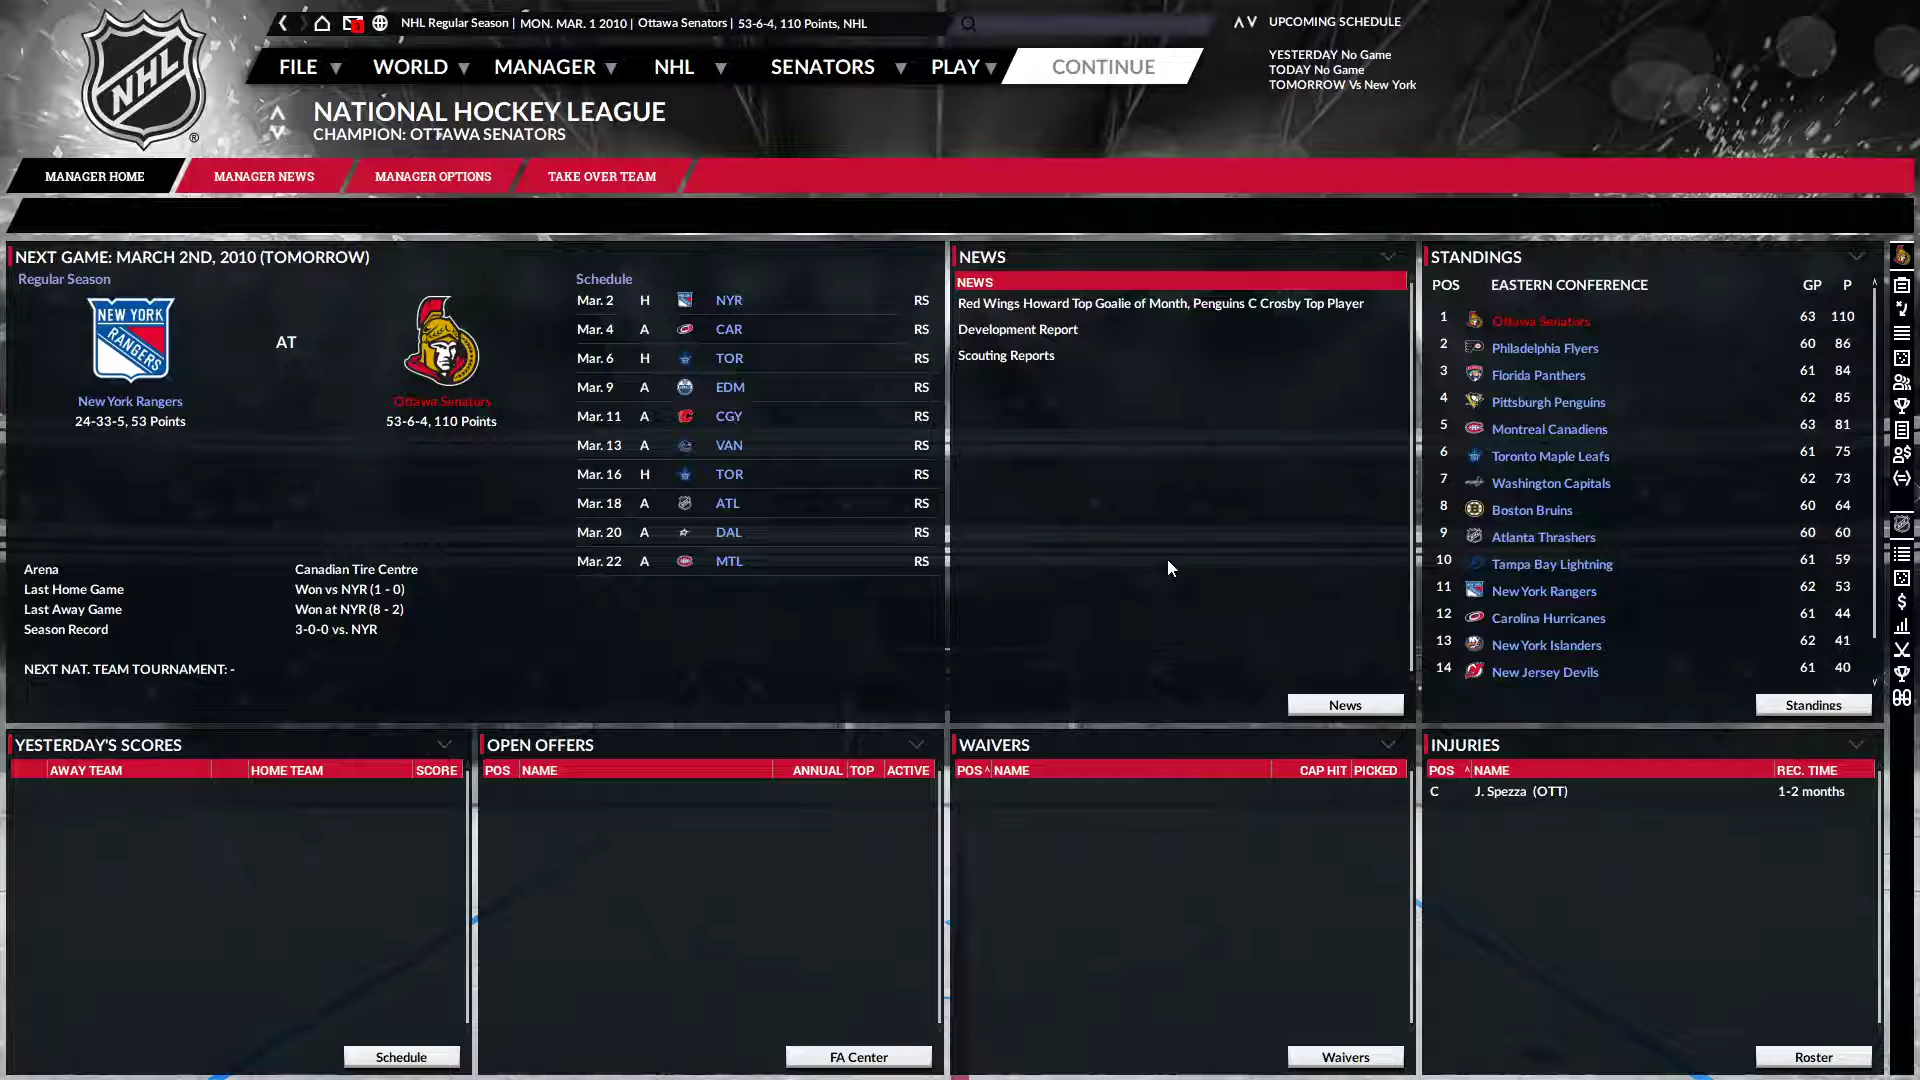 NHL Regular Season | MON. MAR. 1 2010 | Ottawa Senators | 53-6-4, 110 Points, NHL
FILE WORLD MANAGER NHL SENATORS PLAY CONTINUE
UPCOMING SCHEDULE
YESTERDAY No Game
TODAY No Game
TOMORROW Vs New York
NHL
NATIONAL HOCKEY LEAGUE
CHAMPION: OTTAWA SENATORS
MANAGER HOME MANAGER NEWS MANAGER OPTIONS TAKE OVER TEAM
NEXT GAME: MARCH 2ND, 2010 (TOMORROW)
Regular Season
NEW YORK
RANGERS
AT
New York Rangers
24-33-5, 53 Points
Ottawa Senators
53-6-4, 110 Points
Schedule
Mar. 2 H NYR RS
Mar. 4 A CAR RS
Mar. 6 H TOR RS
Mar. 9 A EDM RS
Mar. 11 A CGY RS
Mar. 13 A VAN RS
Mar. 16 H TOR RS
Mar. 18 A ATL RS
Mar. 20 A DAL RS
Mar. 22 A MTL RS
Arena Canadian Tire Centre
Last Home Game Won vs NYR (1 - 0)
Last Away Game Won at NYR (8 - 2)
Season Record 3-0-0 vs. NYR
NEXT NAT. TEAM TOURNAMENT: -
NEWS
NEWS
Red Wings Howard Top Goalie of Month, Penguins C Crosby Top Player
Development Report
Scouting Reports
News
STANDINGS
POS EASTERN CONFERENCE GP P
1 Ottawa Senators 63 110
2 Philadelphia Flyers 60 86
3 Florida Panthers 61 84
4 Pittsburgh Penguins 62 85
5 Montreal Canadiens 63 81
6 Toronto Maple Leafs 61 75
7 Washington Capitals 62 73
8 Boston Bruins 60 64
9 Atlanta Thrashers 60 60
10 Tampa Bay Lightning 61 59
11 New York Rangers 62 53
12 Carolina Hurricanes 61 44
13 New York Islanders 62 41
14 New Jersey Devils 61 40
Standings
YESTERDAY'S SCORES
AWAY TEAM HOME TEAM SCORE
Schedule
OPEN OFFERS
POS NAME ANNUAL TOP ACTIVE
FA Center
WAIVERS
POS NAME CAP HIT PICKED
Waivers
INJURIES
POS NAME REC. TIME
C J. Spezza (OTT) 1-2 months
Roster